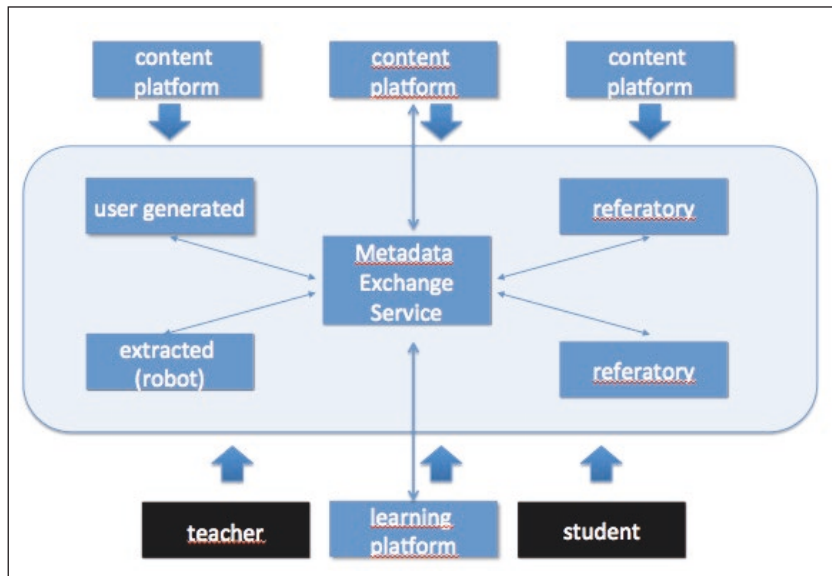 content
platform
content
platform
content
platform
user generated
referatory
Metadata
Exchange
Service
extracted
(robot)
referatory
teacher
learning
platform
student